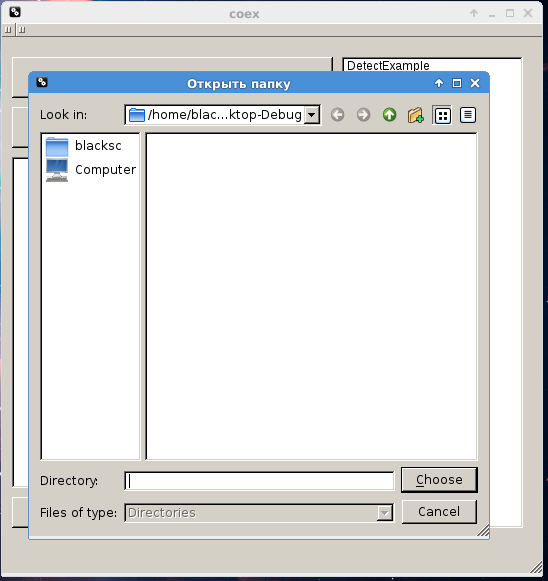 coex
DetectExample
Открыть папку
Look in:
/home/blac...ktop-Debug
blacksc
Computer
Directory:
Choose
Files of type:
Directories
Cancel